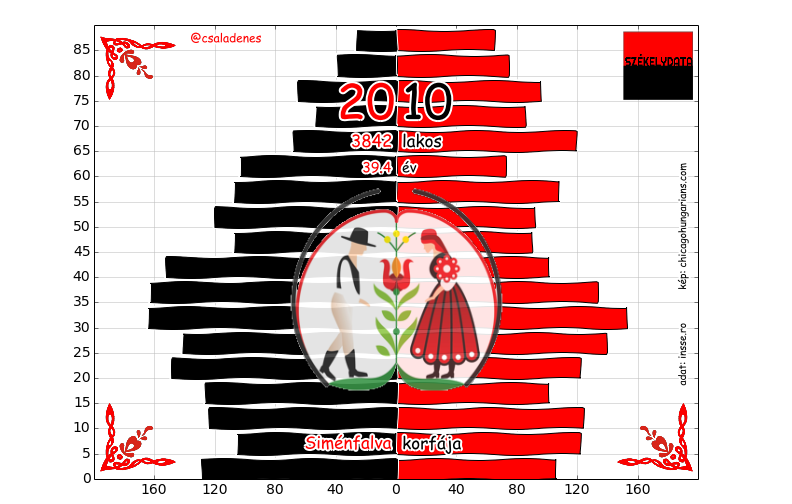 @csaladenes
SZÉKELYDATA
2010
3842 lakos
39.4 év
kép: chicagohungarians.com
adat: insse.ro
Siménfalva korfája
85
80
75
70
65
60
55
50
45
40
35
30
25
20
15
10
5
0
160 120 80 40 0 40 80 120 160